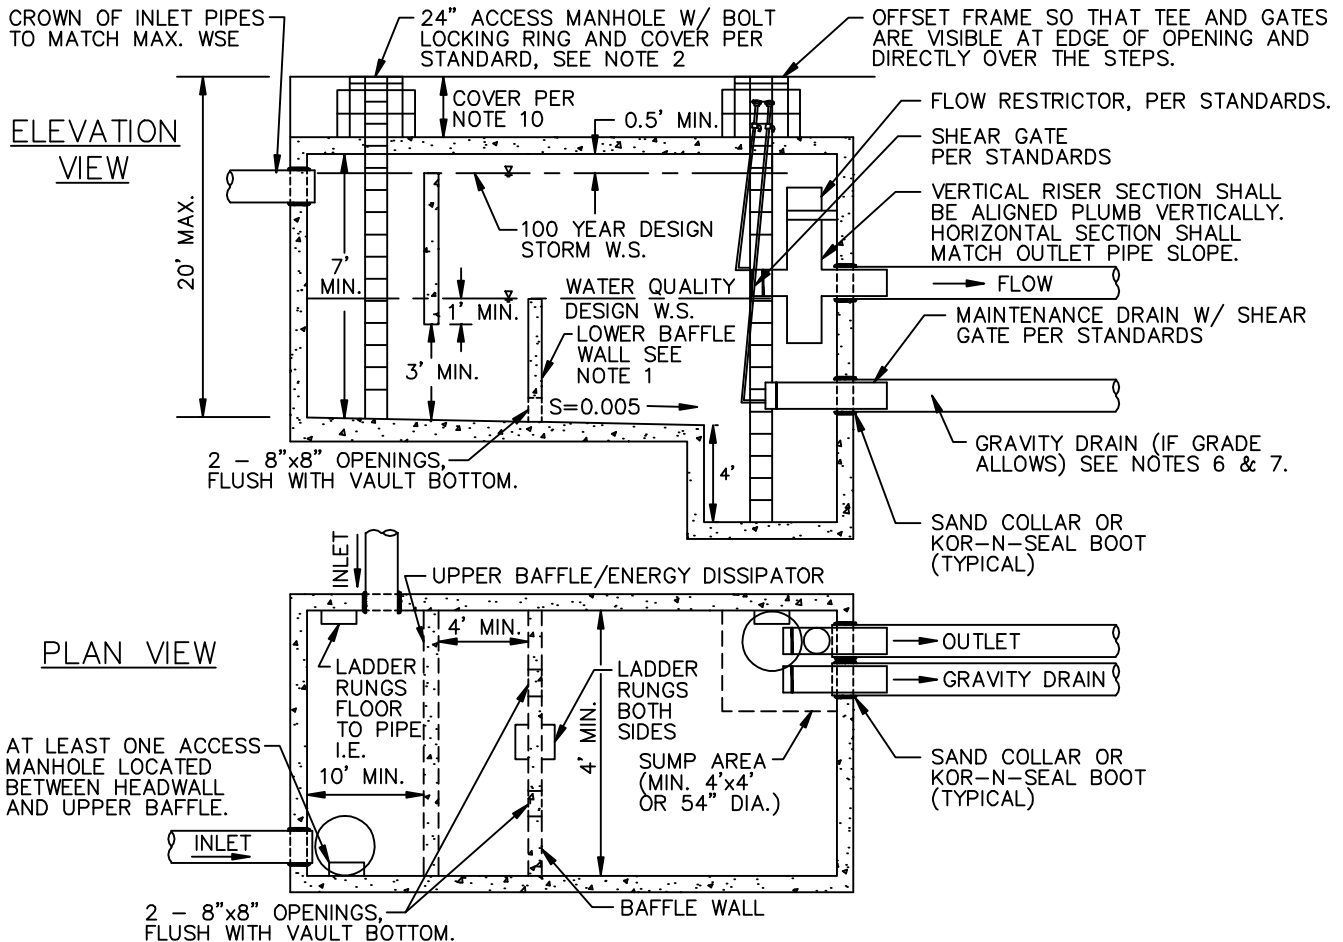 CROWN OF INLET PIPES
TO MATCH MAX. WSE
24" ACCESS MANHOLE W/ BOLT
LOCKING RING AND COVER PER
STANDARD, SEE NOTE 2
OFFSET FRAME SO THAT TEE AND GATES
ARE VISIBLE AT EDGE OF OPENING AND
DIRECTLY OVER THE STEPS.
ELEVATION
VIEW
COVER PER
NOTE 10
0.5' MIN.
FLOW RESTRICTOR, PER STANDARDS.
SHEAR GATE
PER STANDARDS
VERTICAL RISER SECTION SHALL
BE ALIGNED PLUMB VERTICALLY.
HORIZONTAL SECTION SHALL
MATCH OUTLET PIPE SLOPE.
20' MAX.
7'
MIN.
100 YEAR DESIGN
STORM W.S.
WATER QUALITY
DESIGN W.S.
1' MIN.
3' MIN.
LOWER BAFFLE
WALL SEE
NOTE 1
S=0.005
FLOW
MAINTENANCE DRAIN W/ SHEAR
GATE PER STANDARDS
2 – 8"x8" OPENINGS,
FLUSH WITH VAULT BOTTOM.
4'
GRAVITY DRAIN (IF GRADE
ALLOWS) SEE NOTES 6 & 7.
SAND COLLAR OR
KOR–N–SEAL BOOT
(TYPICAL)
INLET
UPPER BAFFLE/ENERGY DISSIPATOR
PLAN VIEW
4' MIN.
LADDER
RUNGS
FLOOR
TO PIPE
I.E.
LADDER
RUNGS
BOTH
SIDES
4' MIN.
OUTLET
GRAVITY DRAIN
AT LEAST ONE ACCESS
MANHOLE LOCATED
BETWEEN HEADWALL
AND UPPER BAFFLE.
10' MIN.
SUMP AREA
(MIN. 4'x4'
OR 54" DIA.)
SAND COLLAR OR
KOR–N–SEAL BOOT
(TYPICAL)
INLET
2 – 8"x8" OPENINGS,
FLUSH WITH VAULT BOTTOM.
BAFFLE WALL